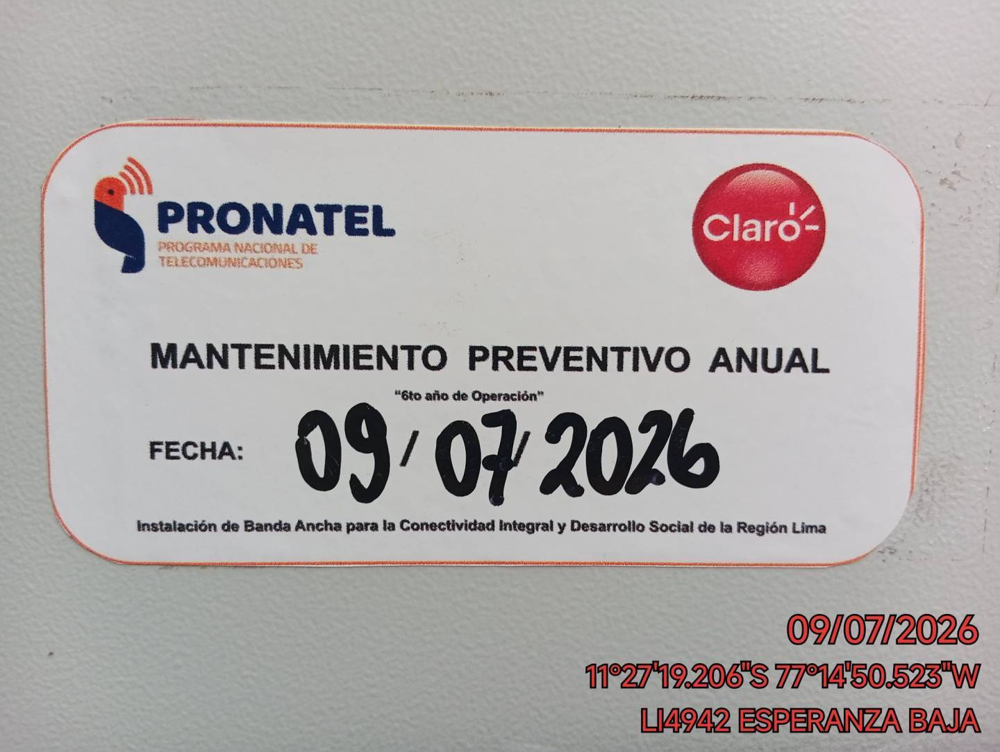 PRONATEL
PROGRAMA NACIONAL DE
TELECOMUNICACIONES
Claro
MANTENIMIENTO PREVENTIVO ANUAL
"6to año de Operación"
FECHA: 09/07/2026
Instalación de Banda Ancha para la Conectividad Integral y Desarrollo Social de la Región Lima
09/07/2026
11°27'19.206"S 77°14'50.523"W
LI4942 ESPERANZA BAJA